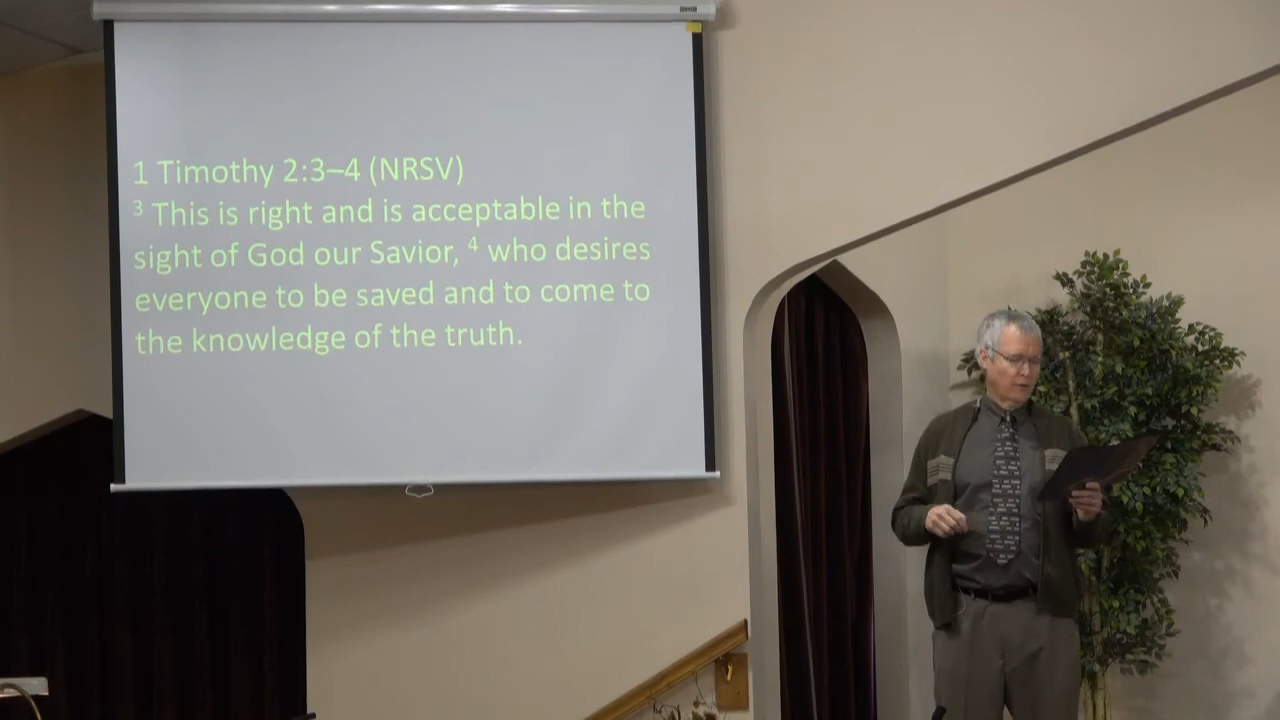 1 Timothy 2:3–4 (NRSV)
³ This is right and is acceptable in the
sight of God our Savior, ⁴ who desires
everyone to be saved and to come to
the knowledge of the truth.